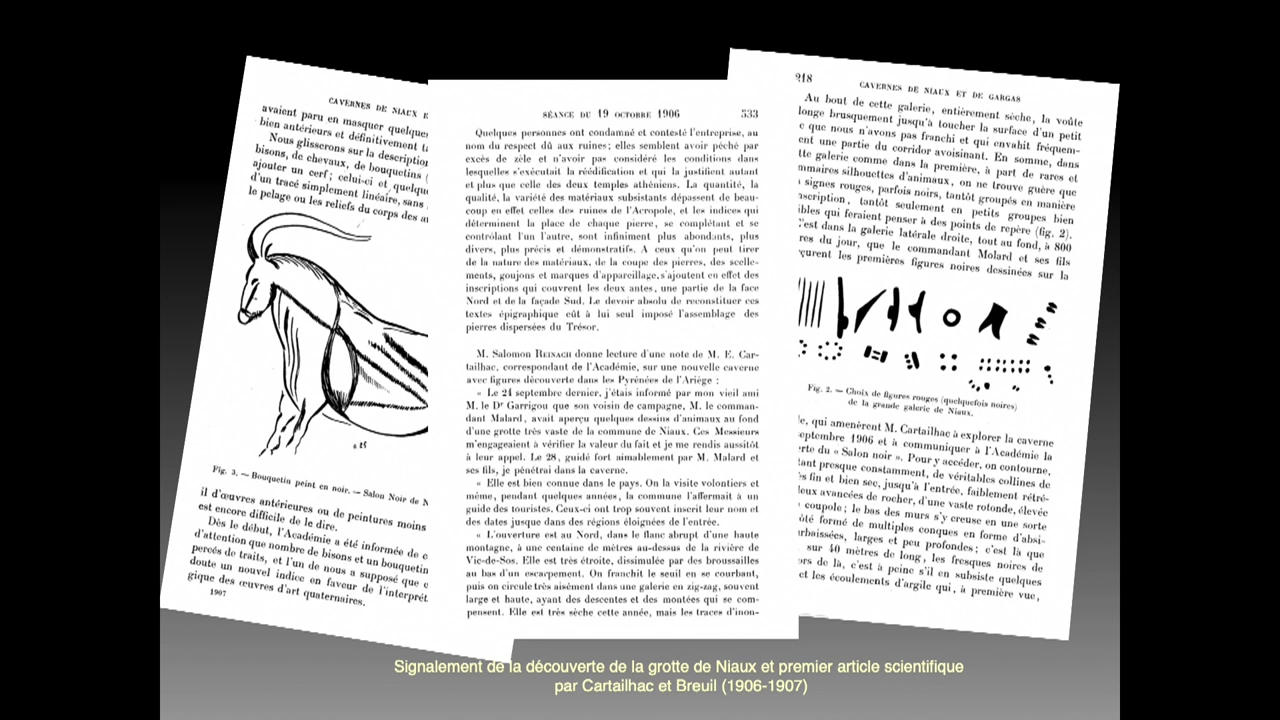 CAVERNES DE NIAUX E
avaient paru en masquer quelques
bien antérieurs et définitivement
Nous glisserons sur la description
bisons, de chevaux, de bouquetins (
ajouter un cerf; celui-ci et quelqu
d'un tracé simplement linéaire, sans
le pelage ou les reliefs du corps des a
Fig. 3. — Bouquetin peint en noir. — Salon Noir de N
il d'œuvres antérieures ou de peintures moins
est encore difficile de le dire.
Dès le début, l'Académie a été informée de c
d'attention que nombre de bisons et un bouquetin
percés de traits, et l'un de nous a supposé que c
doute un nouvel indice en faveur de l'interprét
gique des œuvres d'art quaternaires.
1907
SÉANCE DU 19 OCTOBRE 1906 533
Quelques personnes ont condamné et contesté l'entreprise, au
nom du respect dû aux ruines; elles semblent avoir péché par
excès de zèle et n'avoir pas considéré les conditions dans
lesquelles s'exécutait la réédification et qui la justifient autant
et plus que celle des deux temples athéniens. La quantité, la
qualité, la variété des matériaux subsistants dépassent de beau-
coup en effet celles des ruines de l'Acropole, et les indices qui
déterminent la place de chaque pierre, se complétant et se
contrôlant l'un l'autre, sont infiniment plus abondants, plus
divers, plus précis et démonstratifs. A ceux qu'on peut tirer
de la nature des matériaux, de la coupe des pierres, des scelle-
ments, goujons et marques d'appareillage, s'ajoutent en effet des
inscriptions qui couvrent les deux antes, une partie de la face
Nord et de la façade Sud. Le devoir absolu de reconstituer ces
textes épigraphique eût à lui seul imposé l'assemblage des
pierres dispersées du Trésor.
M. Salomon REINACH donne lecture d'une note de M. E. Car-
tailhac, correspondant de l'Académie, sur une nouvelle caverne
avec figures découverte dans les Pyrénées de l'Ariège :
« Le 24 septembre dernier, j'étais informé par mon vieil ami
M. le Dr Garrigou que son voisin de campagne, M. le comman-
dant Malard, avait aperçu quelques dessins d'animaux au fond
d'une grotte très vaste de la commune de Niaux. Ces Messieurs
m'engageaient à vérifier la valeur du fait et je me rendis aussitôt
à leur appel. Le 28, guidé fort aimablement par M. Malard et
ses fils, je pénétrai dans la caverne.
« Elle est bien connue dans le pays. On la visite volontiers et
même, pendant quelques années, la commune l'affermait à un
guide des touristes. Ceux-ci ont trop souvent inscrit leur nom et
des dates jusque dans des régions éloignées de l'entrée.
« L'ouverture est au Nord, dans le flanc abrupt d'une haute
montagne, à une centaine de mètres au-dessus de la rivière de
Vic-de-Sos. Elle est très étroite, dissimulée par des broussailles
au bas d'un escarpement. On franchit le seuil en se courbant,
puis on circule très aisément dans une galerie en zig-zag, souvent
large et haute, ayant des descentes et des montées qui se com-
pensent. Elle est très sèche cette année, mais les traces d'inon-
218 CAVERNES DE NIAUX ET DE GARGAS
Au bout de cette galerie, entièrement sèche, la voûte
longe brusquement jusqu'à toucher la surface d'un petit
c que nous n'avons pas franchi et qui envahit fréquem-
ent une partie du corridor avoisinant. En somme, dans
tte galerie comme dans la première, à part de rares et
mmaires silhouettes d'animaux, on ne trouve guère que
signes rouges, parfois noirs, tantôt groupés en manière
nscription, tantôt seulement en petits groupes bien
ibles qui feraient penser à des points de repère (fig. 2).
'est dans la galerie latérale droite, tout au fond, à 800
res du jour, que le commandant Molard et ses fils
çurent les premières figures noires dessinées sur la
Fig. 2. — Choix de figures rouges (quelquefois noires)
de la grande galerie de Niaux.
le, qui amenèrent M. Cartailhac à explorer la caverne
eptembre 1906 et à communiquer à l'Académie la
erte du « Salon noir ». Pour y accéder, on contourne,
tant presque constamment, de véritables collines de
s fin et bien sec, jusqu'à l'entrée, faiblement rétré-
leux avancées de rocher, d'une vaste rotonde, élevée
coupole; le bas des murs s'y creuse en une sorte
ôté formé de multiples conques en forme d'absi-
rbaissées, larges et peu profondes; c'est là que
sur 40 mètres de long, les fresques noires de
ors de là, c'est à peine s'il en subsiste quelques
et les écoulements d'argile qui, à première vue,
Signalement de la découverte de la grotte de Niaux et premier article scientifique
par Cartailhac et Breuil (1906-1907)